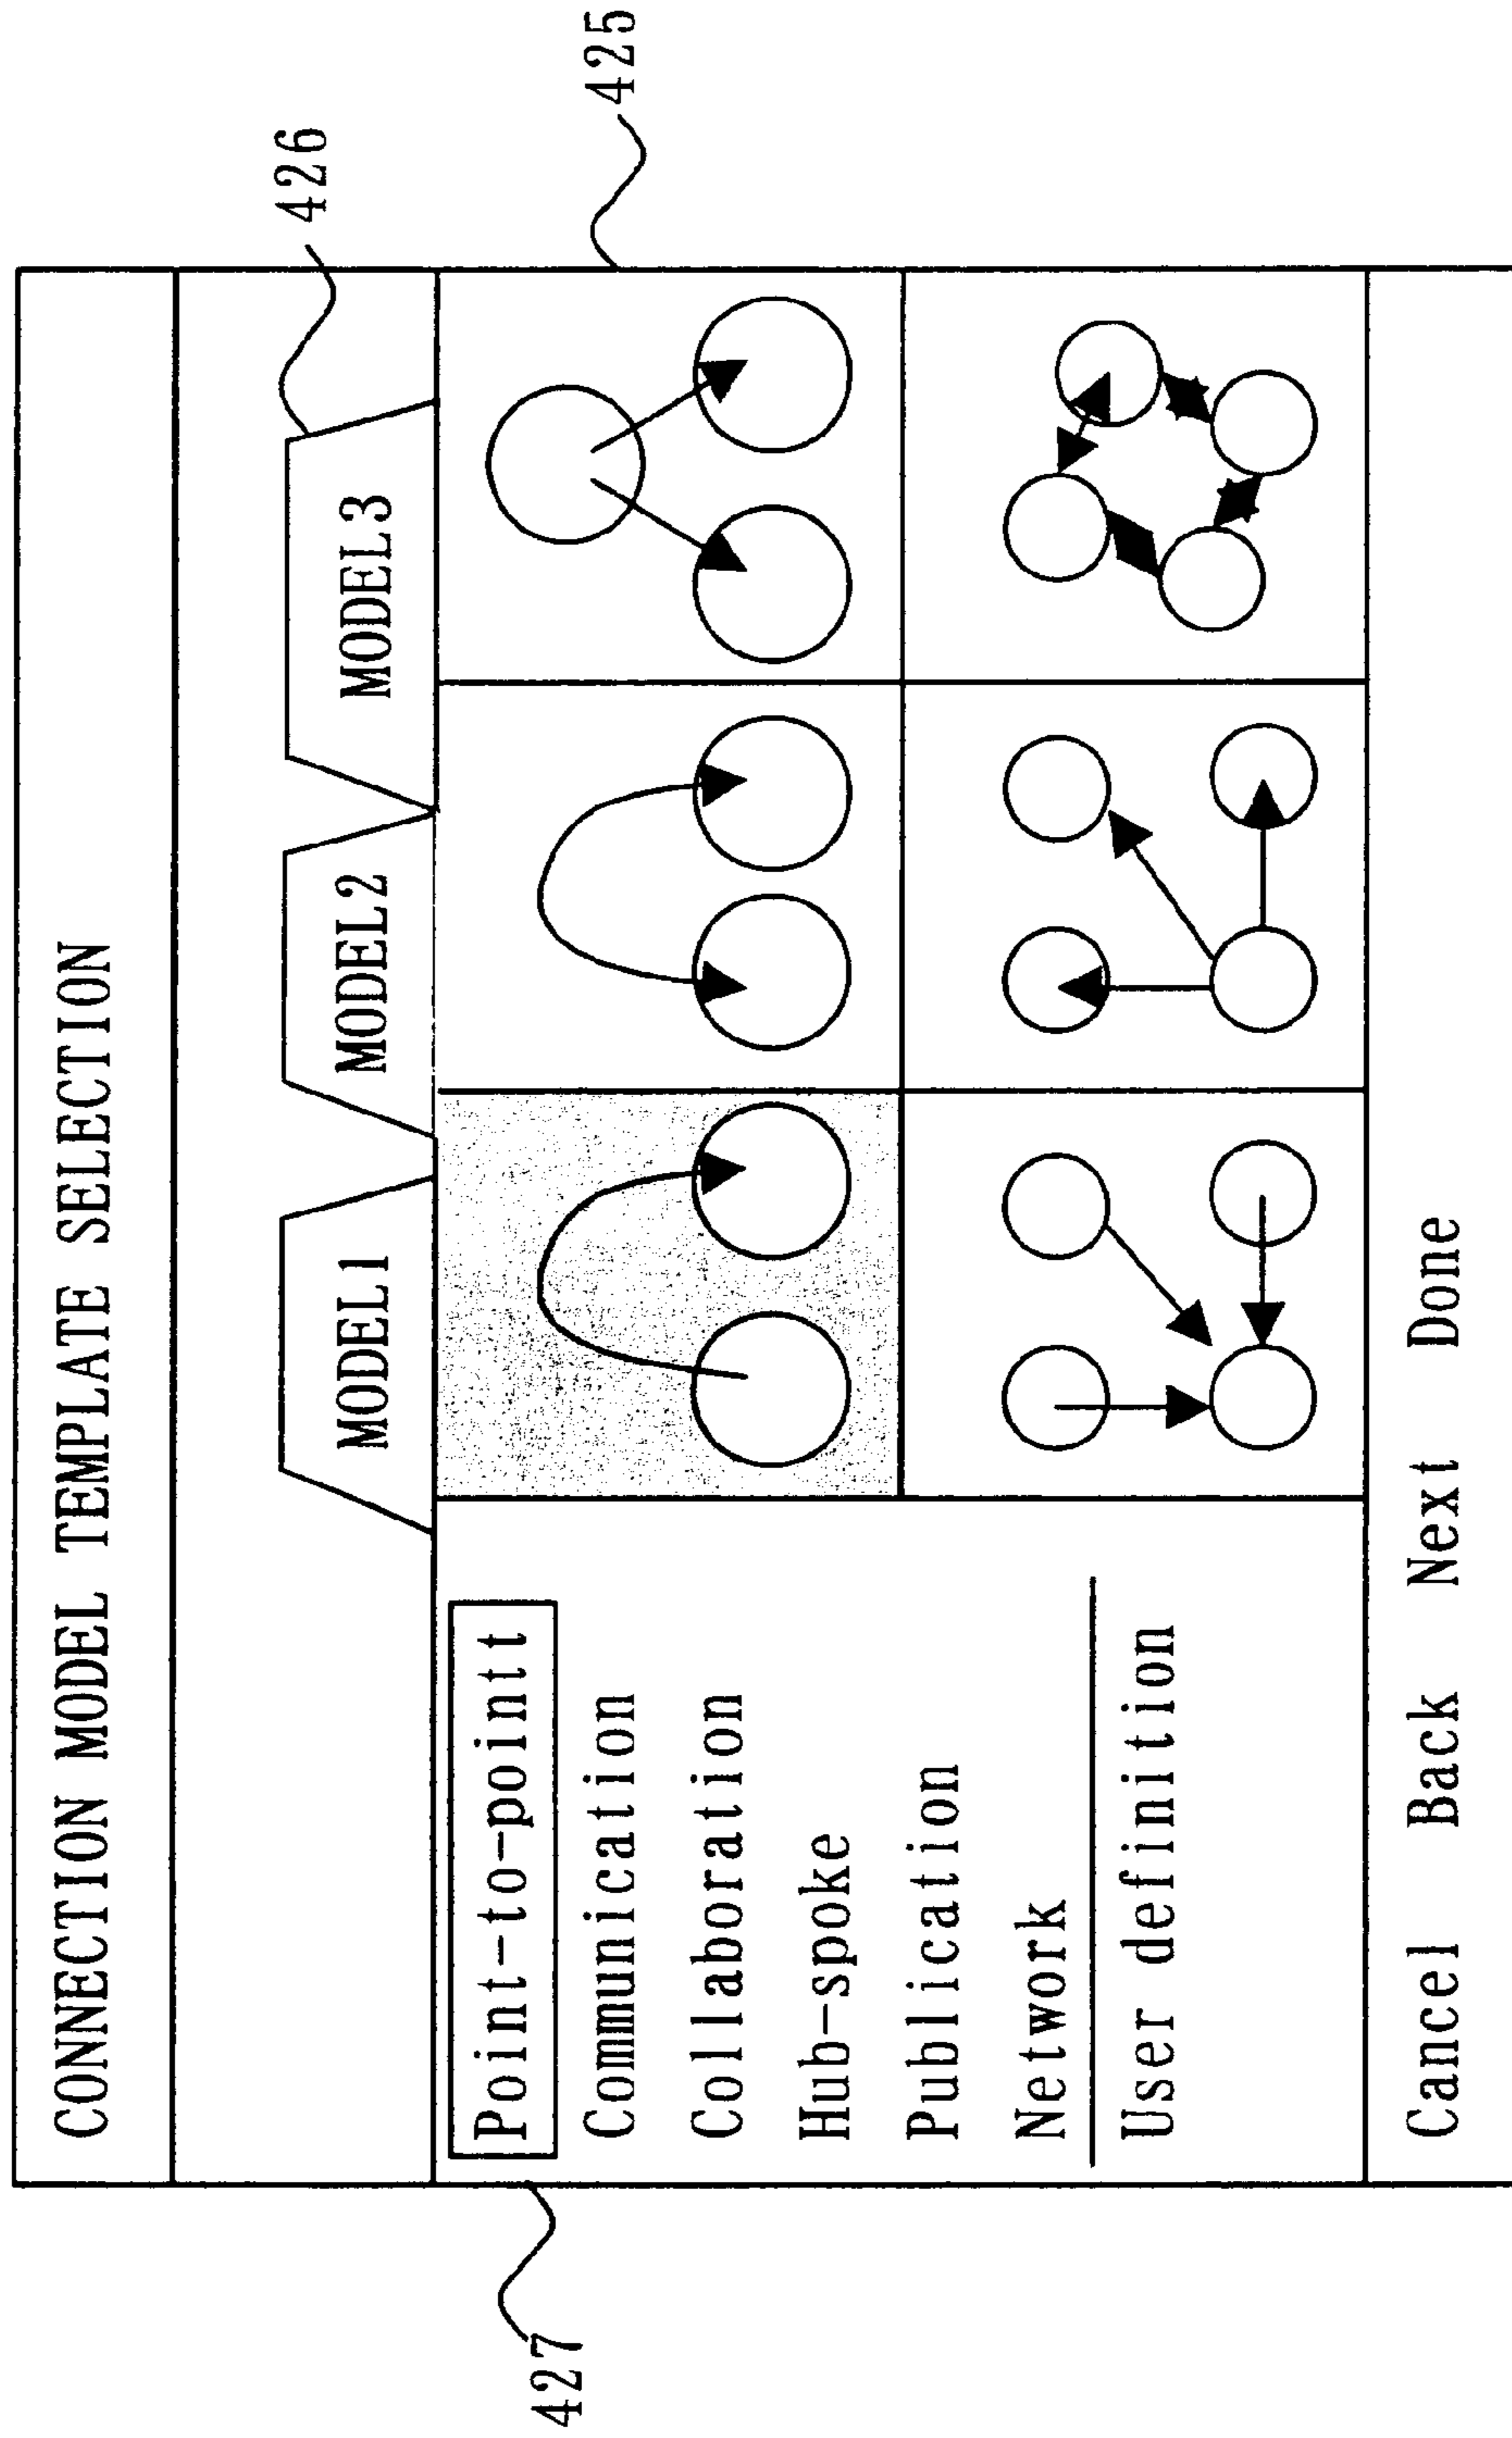 CONNECTION MODEL TEMPLATE SELECTION
426
MODEL1 MODEL2 MODEL3
425
427
Point-to-pointt
Communication
Collaboration
Hub-spoke
Publication
Network
User definition
Cancel Back Next Done